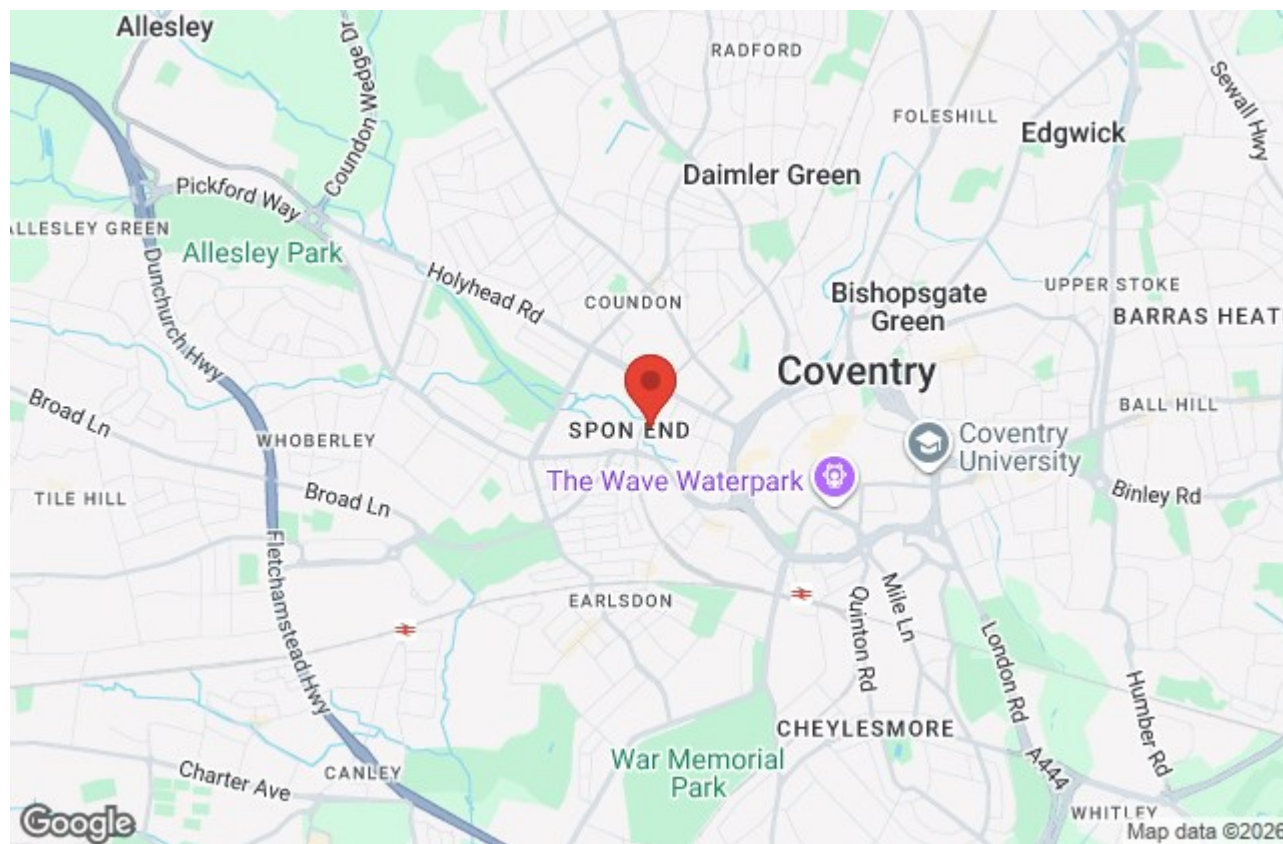 Allesley
Coundon Wedge Dr
RADFORD
Sewall Hwy
FOLESHILL
Edgwick
Daimler Green
Pickford Way
ALLESLEY GREEN
Allesley Park
Dunchurch Hwy
Holyhead Rd
COUNDON
Bishopsgate
Green
UPPER STOKE
BARRAS HEAT
Coventry
Broad Ln
WHOBERLEY
SPON END
BALL HILL
Coventry
University
The Wave Waterpark
TILE HILL
Broad Ln
Binley Rd
Fletchamstead Hwy
EARLSDON
Quinton Rd
Mile Ln
London Rd
Humber Rd
CHEYLESMORE
War Memorial
Park
A444
Charter Ave
CANLEY
WHITLEY
Google
Map data ©2026